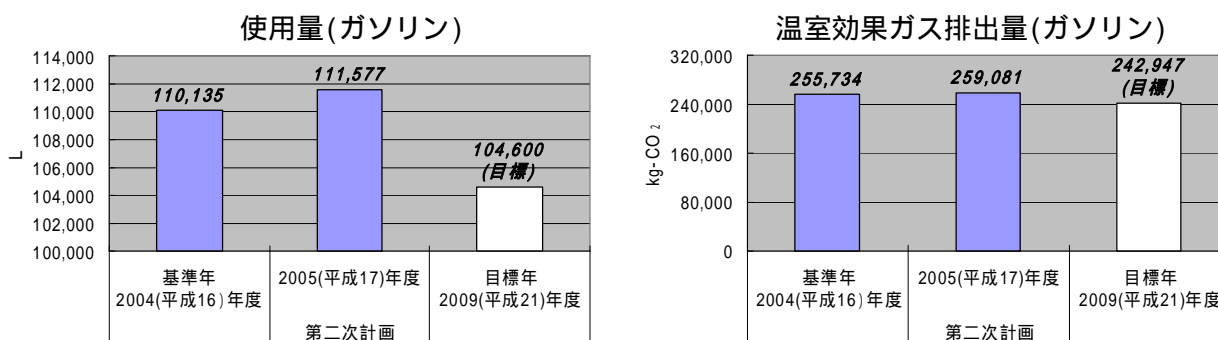 使用量(ガソリン)
114,000
112,000
110,000
108,000
106,000
104,000
102,000
100,000
L
110,135
111,577
104,600
(目標)
基準年
2004(平成16)年度
2005(平成17)年度
目標年
2009(平成21)年度
第二次計画
温室効果ガス排出量(ガソリン)
320,000
240,000
160,000
80,000
0
kg-CO₂
255,734
259,081
242,947
(目標)
基準年
2004(平成16)年度
2005(平成17)年度
目標年
2009(平成21)年度
第二次計画